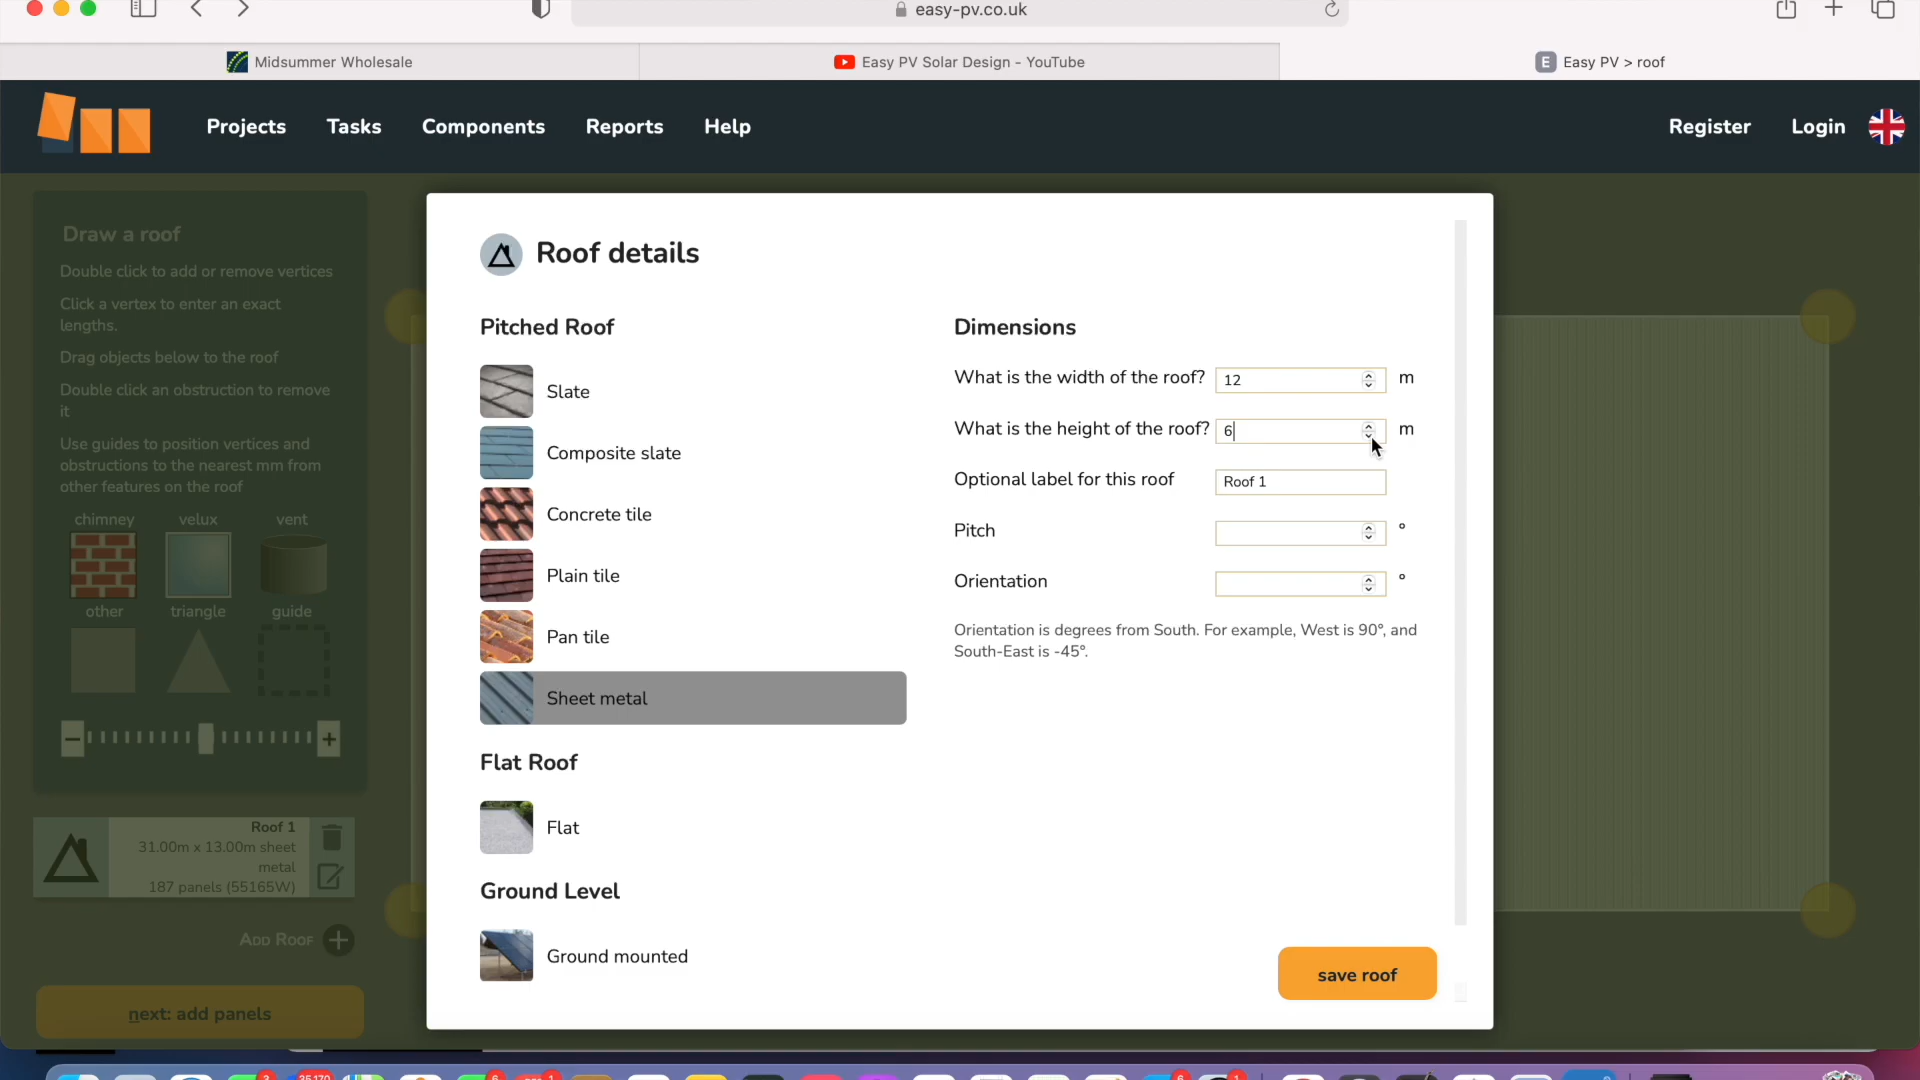 easy-pv.co.uk
Midsummer Wholesale
Easy PV Solar Design - YouTube
E Easy PV > roof
Projects Tasks Components Reports Help
Register Login
Draw a roof
Double click to add or remove vertices
Click a vertex to enter an exact
lengths.
Drag objects below to the roof
Double click an obstruction to remove
it
Use guides to position vertices and
obstructions to the nearest mm from
other features on the roof
chimney velux vent
other triangle guide
Roof 1
31.00m x 13.00m sheet
metal
187 panels (55165W)
Add Roof
next: add panels
Roof details
Pitched Roof
Slate
Composite slate
Concrete tile
Plain tile
Pan tile
Sheet metal
Flat Roof
Flat
Ground Level
Ground mounted
Dimensions
What is the width of the roof? 12 m
What is the height of the roof? 6 m
Optional label for this roof Roof 1
Pitch °
Orientation °
Orientation is degrees from South. For example, West is 90°, and
South-East is -45°.
save roof